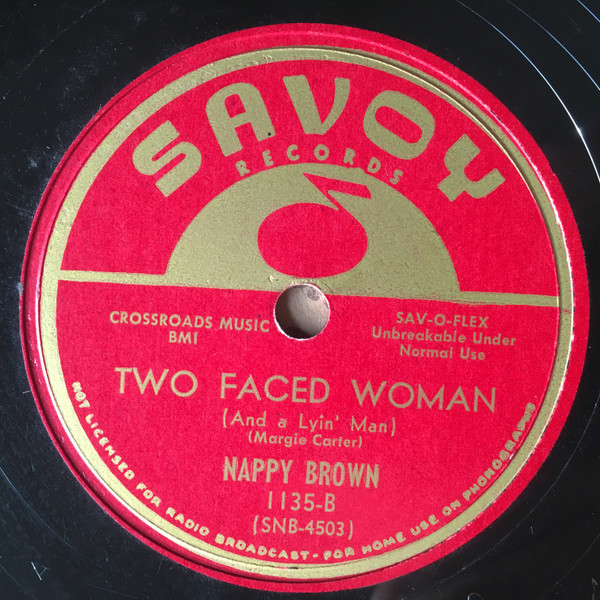 SAVOY
RECORDS
CROSSROADS MUSIC
BMI
SAV-O-FLEX
Unbreakable Under
Normal Use
TWO FACED WOMAN
(And a Lyin' Man)
(Margie Carter)
NAPPY BROWN
1135-B
(SNB-4503)
NOT LICENSED FOR RADIO BROADCAST - FOR HOME USE ON PHONOGRAPHS